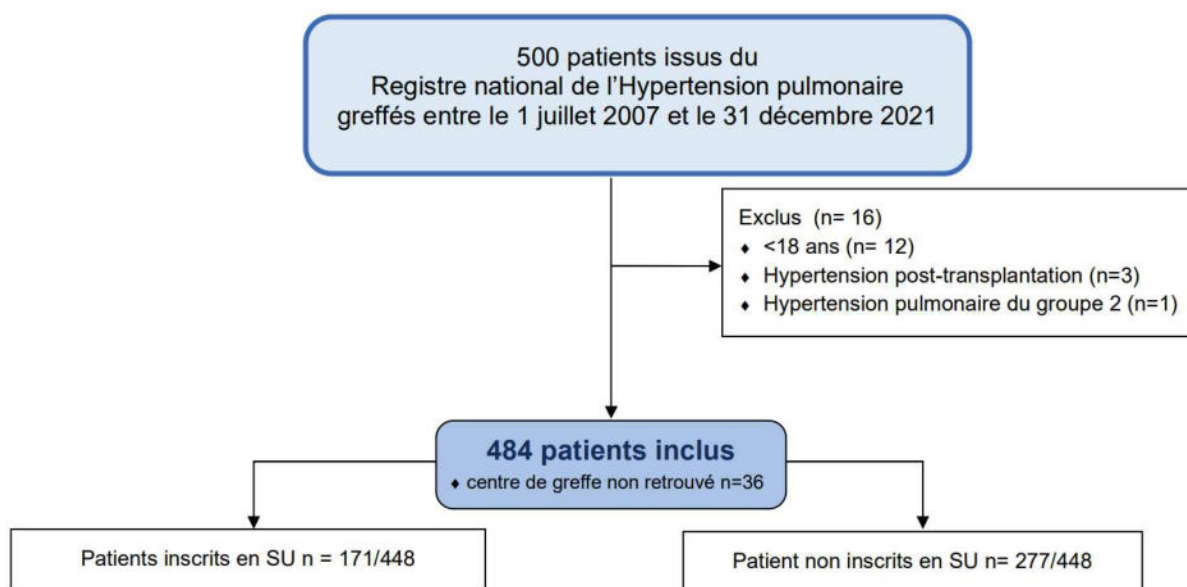 500 patients issus du
Registre national de l’Hypertension pulmonaire
greffés entre le 1 juillet 2007 et le 31 décembre 2021
Exclus (n= 16)
♦ <18 ans (n= 12)
♦ Hypertension post-transplantation (n=3)
♦ Hypertension pulmonaire du groupe 2 (n=1)
484 patients inclus
♦ centre de greffe non retrouvé n=36
Patients inscrits en SU n = 171/448
Patient non inscrits en SU n= 277/448